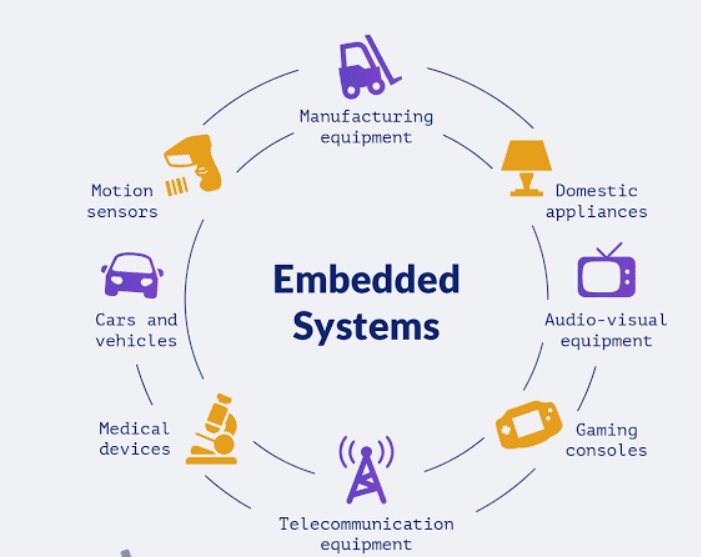 Manufacturing
equipment
Motion
sensors
Domestic
appliances
Embedded
Systems
Cars and
vehicles
Audio-visual
equipment
Medical
devices
Gaming
consoles
Telecommunication
equipment